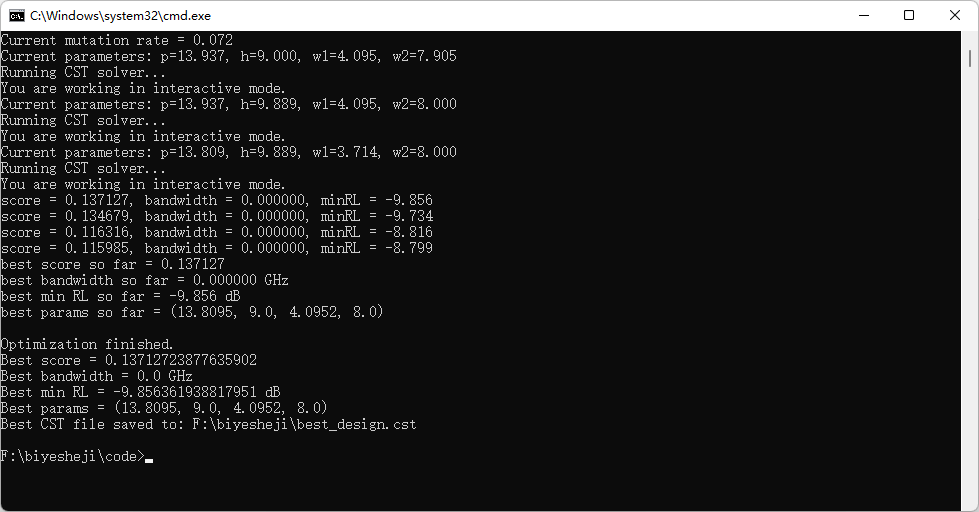 C:\Windows\system32\cmd.exe
Current mutation rate = 0.072
Current parameters: p=13.937, h=9.000, w1=4.095, w2=7.905
Running CST solver...
You are working in interactive mode.
Current parameters: p=13.937, h=9.889, w1=4.095, w2=8.000
Running CST solver...
You are working in interactive mode.
Current parameters: p=13.809, h=9.889, w1=3.714, w2=8.000
Running CST solver...
You are working in interactive mode.
score = 0.137127, bandwidth = 0.000000, minRL = -9.856
score = 0.134679, bandwidth = 0.000000, minRL = -9.734
score = 0.116316, bandwidth = 0.000000, minRL = -8.816
score = 0.115985, bandwidth = 0.000000, minRL = -8.799
best score so far = 0.137127
best bandwidth so far = 0.000000 GHz
best min RL so far = -9.856 dB
best params so far = (13.8095, 9.0, 4.0952, 8.0)
Optimization finished.
Best score = 0.13712723877635902
Best bandwidth = 0.0 GHz
Best min RL = -9.856361938817951 dB
Best params = (13.8095, 9.0, 4.0952, 8.0)
Best CST file saved to: F:\biyesheji\best_design.cst
F:\biyesheji\code>